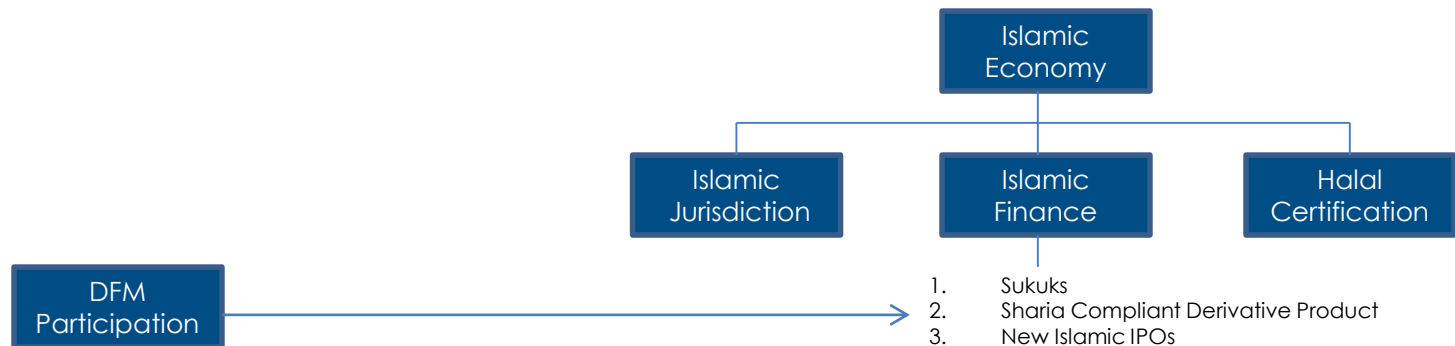 Islamic
Economy
Islamic
Jurisdiction
Islamic
Finance
Halal
Certification
DFM
Participation
1. Sukuks
2. Sharia Compliant Derivative Product
3. New Islamic IPOs